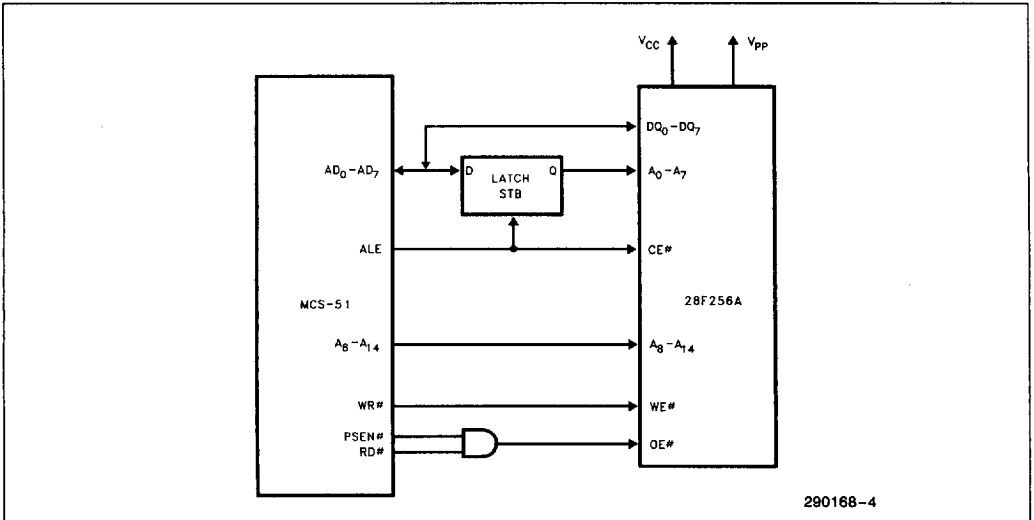 V_CC V_PP
DQ₀-DQ₇
AD₀-AD₇ D LATCH Q A₀-A₇
STB
ALE CE#
MCS-51 28F256A
A₈-A₁₄ A₈-A₁₄
WR# WE#
PSEN#
RD# OE#
290168-4